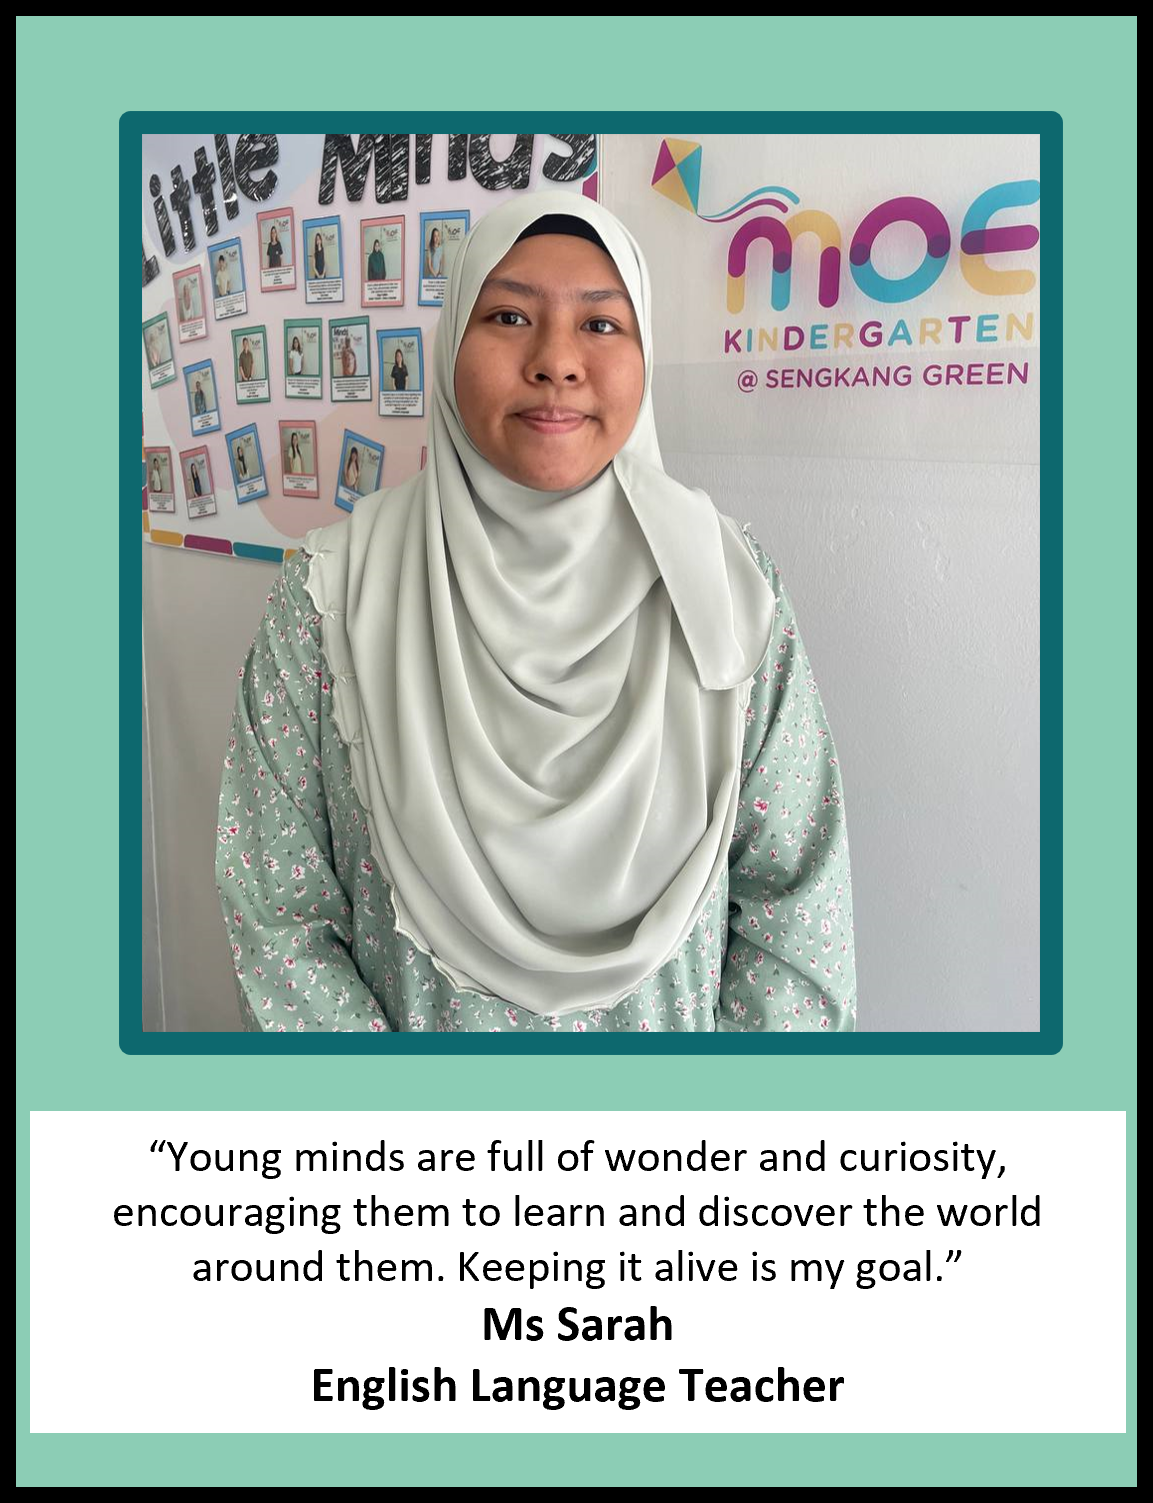 Little Minds
MOE
KINDERGARTEN
@ SENGKANG GREEN
“Young minds are full of wonder and curiosity,
encouraging them to learn and discover the world
around them. Keeping it alive is my goal.”
Ms Sarah
English Language Teacher